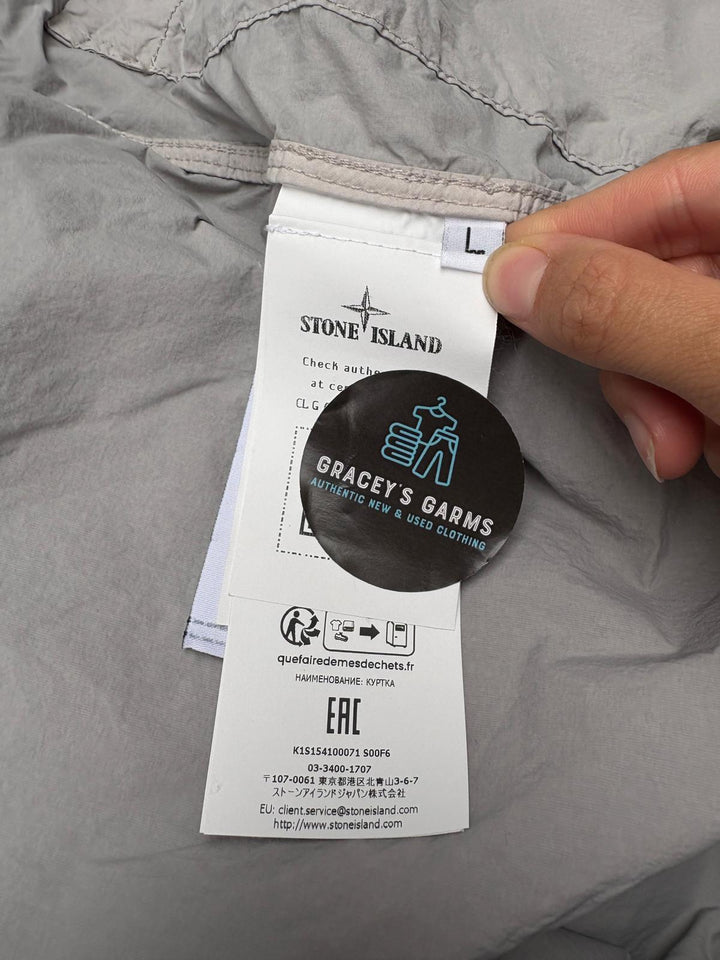 L
STONE ISLAND
Check
at
CLG
GRACEY'S GARMS
AUTHENTIC NEW & USED CLOTHING
quefairedemesdechets.fr
НАИМЕНОВАНИЕ: КУРТКА
EAC
K1S154100071 S00F6
03-3400-1707
〒107-0061 東京都港区北青山3-6-7
ストーンアイランドジャパン株式会社
EU: client.service@stoneisland.com
http://www.stoneisland.com